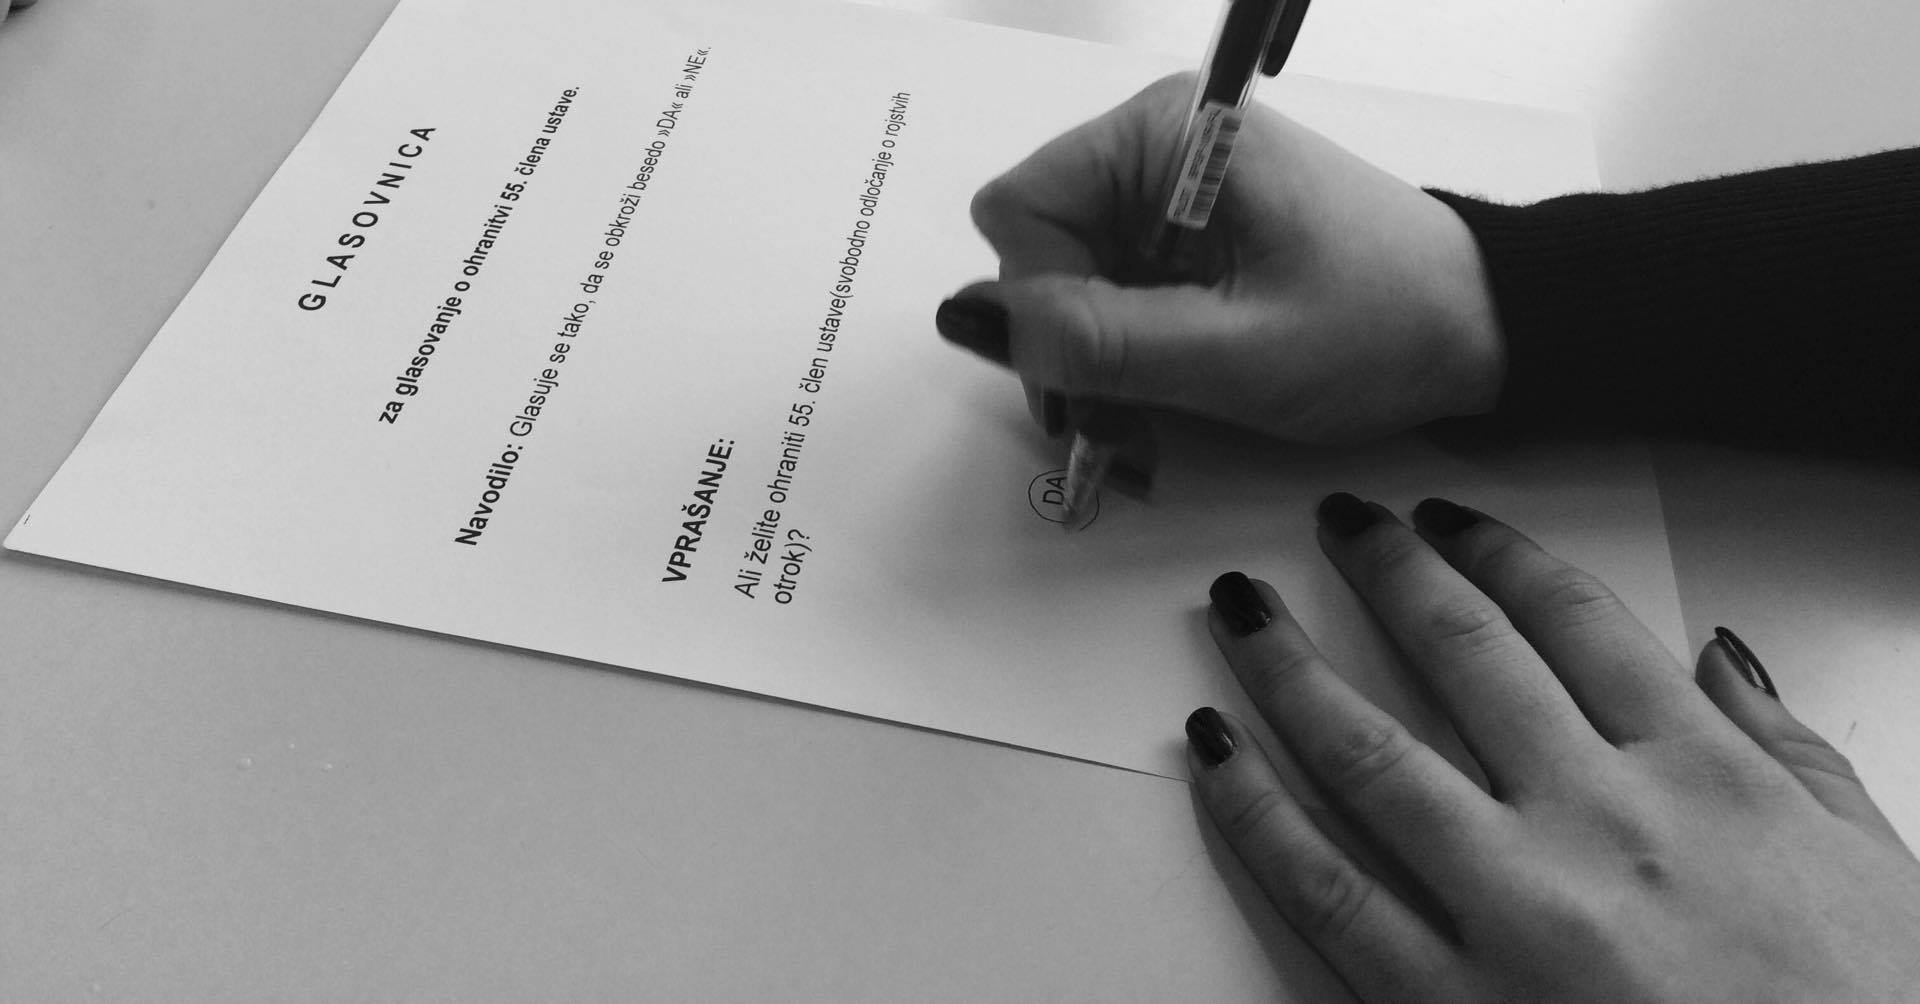 GLASOVNICA
za glasovanje o ohranitvi 55. člena ustave.
Navodilo: Glasuje se tako, da se obkroži besedo »DA« ali »NE«.
VPRAŠANJE:
Ali želite ohraniti 55. člen ustave(svobodno odločanje o rojstvih
otrok)?
DA